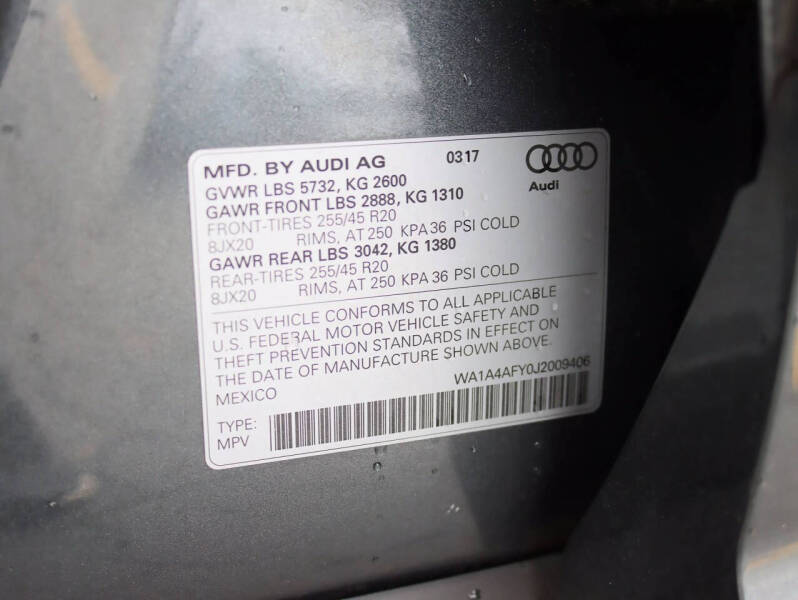 MFD. BY AUDI AG 0317
GVWR LBS 5732, KG 2600
GAWR FRONT LBS 2888, KG 1310
FRONT-TIRES 255/45 R20
8JX20 RIMS, AT 250 KPA 36 PSI COLD
GAWR REAR LBS 3042, KG 1380
REAR-TIRES 255/45 R20
8JX20 RIMS, AT 250 KPA 36 PSI COLD
Audi
THIS VEHICLE CONFORMS TO ALL APPLICABLE
U.S. FEDERAL MOTOR VEHICLE SAFETY AND
THEFT PREVENTION STANDARDS IN EFFECT ON
THE DATE OF MANUFACTURE SHOWN ABOVE.
MEXICO WA1A4AFY0J2009406
TYPE:
MPV